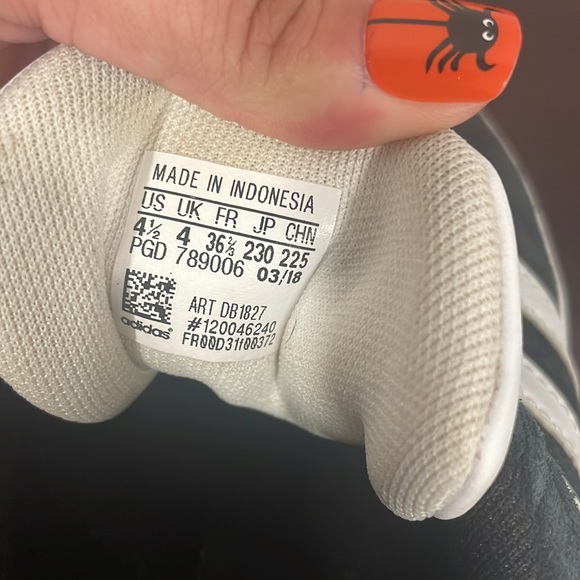 MADE IN INDONESIA
US UK FR JP CHN
4½ 4 36⅔ 230 225
PGD 789006 03/18
ART DB1827
#120046240
adidas®
FR00D31f00372